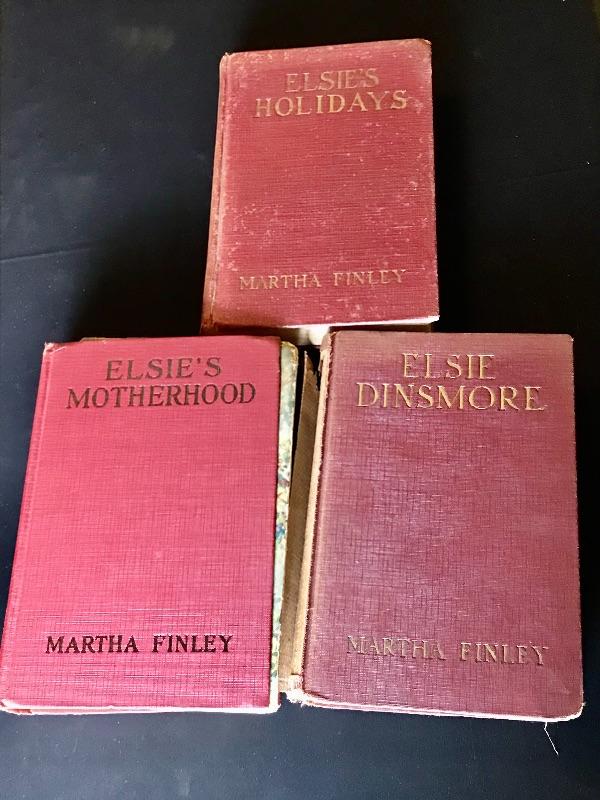 ELSIE'S
HOLIDAYS
MARTHA FINLEY
ELSIE'S
MOTHERHOOD
MARTHA FINLEY
ELSIE
DINSMORE
MARTHA FINLEY